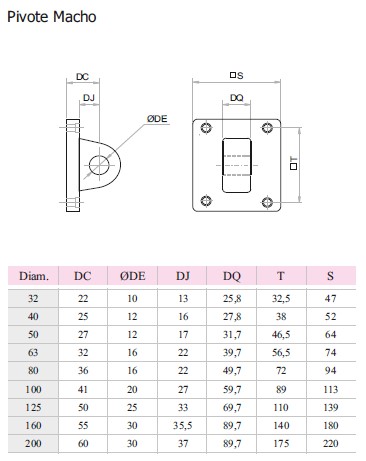 Pivote Macho
DC
DJ
ØDE
□S
DQ
□T
Diam. DC ØDE DJ DQ T S
32 22 10 13 25,8 32,5 47
40 25 12 16 27,8 38 52
50 27 12 17 31,7 46,5 64
63 32 16 22 39,7 56,5 74
80 36 16 22 49,7 72 94
100 41 20 27 59,7 89 113
125 50 25 33 69,7 110 139
160 55 30 35,5 89,7 140 180
200 60 30 37 89,7 175 220